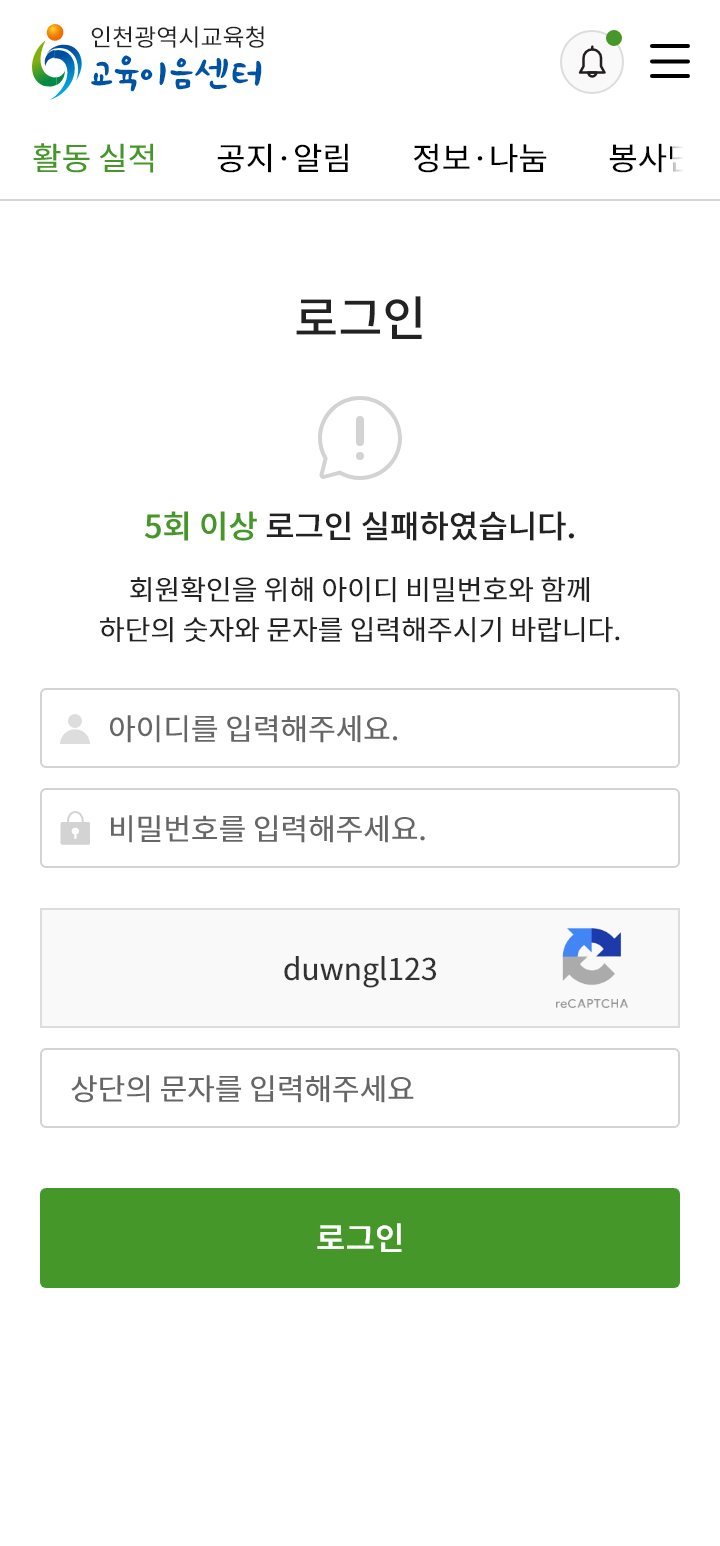 인천광역시교육청
교육이음센터
활동 실적 공지·알림 정보·나눔 봉사
로그인
5회 이상 로그인 실패하였습니다.
회원확인을 위해 아이디 비밀번호와 함께
하단의 숫자와 문자를 입력해주시기 바랍니다.
아이디를 입력해주세요.
비밀번호를 입력해주세요.
duwngl123
reCAPTCHA
상단의 문자를 입력해주세요
로그인